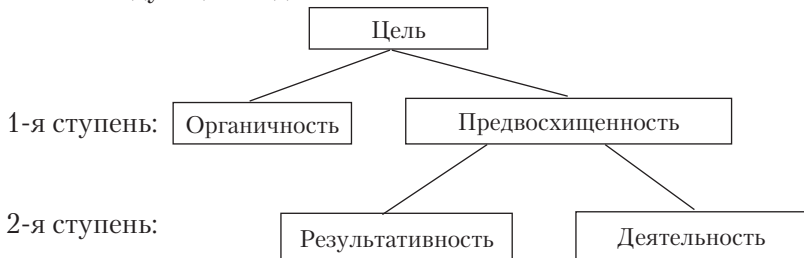 Цель
1-я ступень: Органичность Предвосхищенность
2-я ступень: Результативность Деятельность